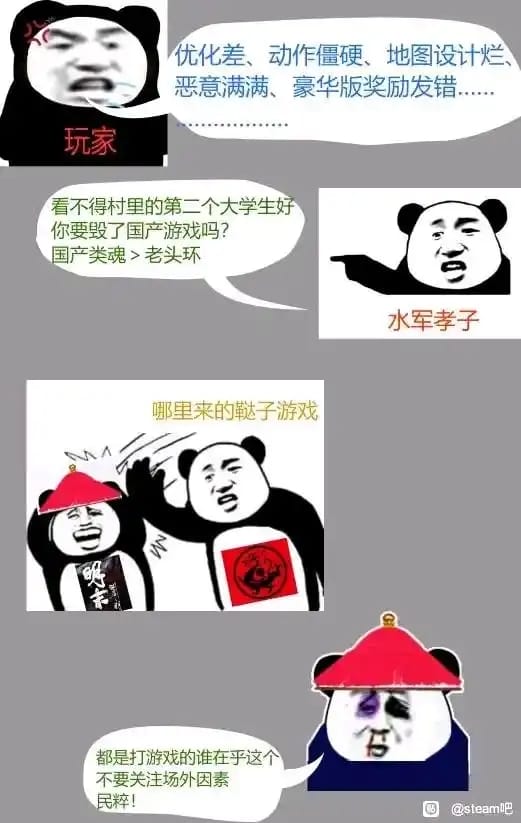 优化差、动作僵硬、地图设计烂、
恶意满满、豪华版奖励发错......
..................
玩家
看不得村里的第二个大学生好
你要毁了国产游戏吗?
国产类魂＞老头环
水军孝子
哪里来的鞑子游戏
明末
都是打游戏的谁在乎这个
不要关注场外因素
民粹!
@steam吧